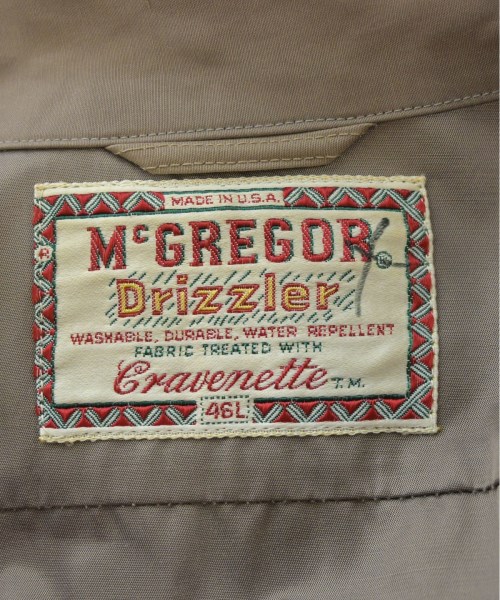 MADE IN U.S.A.
McGREGOR
Drizzler
WASHABLE, DURABLE, WATER REPELLENT
FABRIC TREATED WITH
Cravenette T.M.
46L